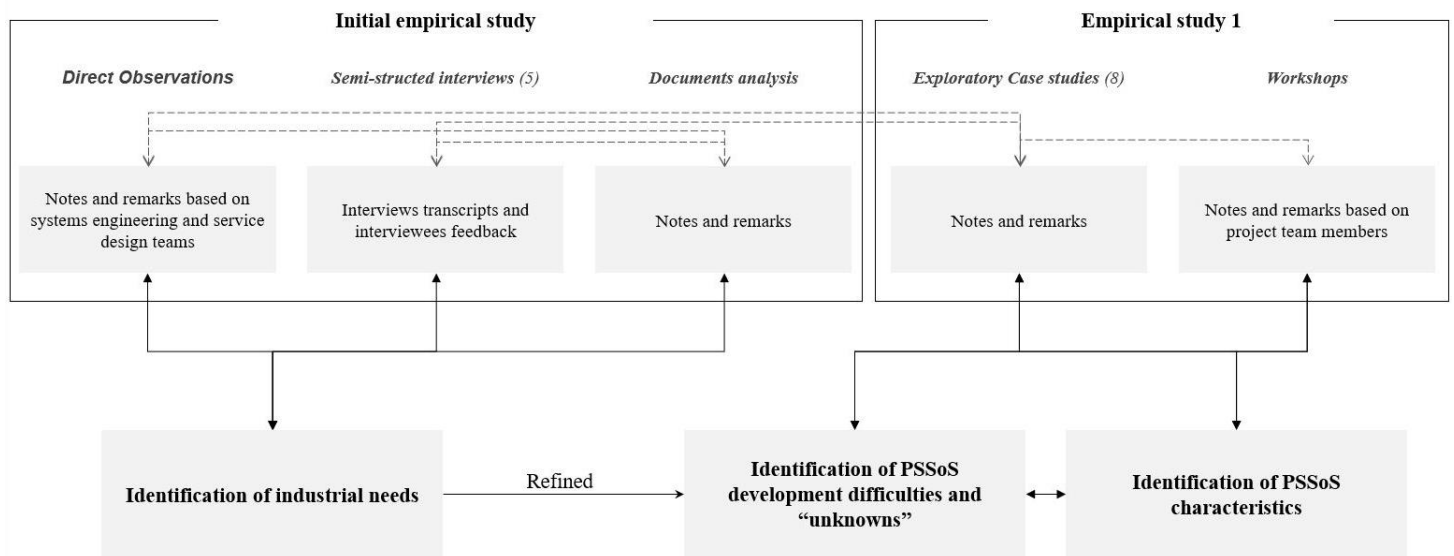 Initial empirical study
Empirical study 1
Direct Observations
Semi-structed interviews (5)
Documents analysis
Exploratory Case studies (8)
Workshops
Notes and remarks based on
systems engineering and service
design teams
Interviews transcripts and
interviewees feedback
Notes and remarks
Notes and remarks
Notes and remarks based on
project team members
Identification of industrial needs
Refined
Identification of PSSoS
development difficulties and
“unknowns”
Identification of PSSoS
characteristics